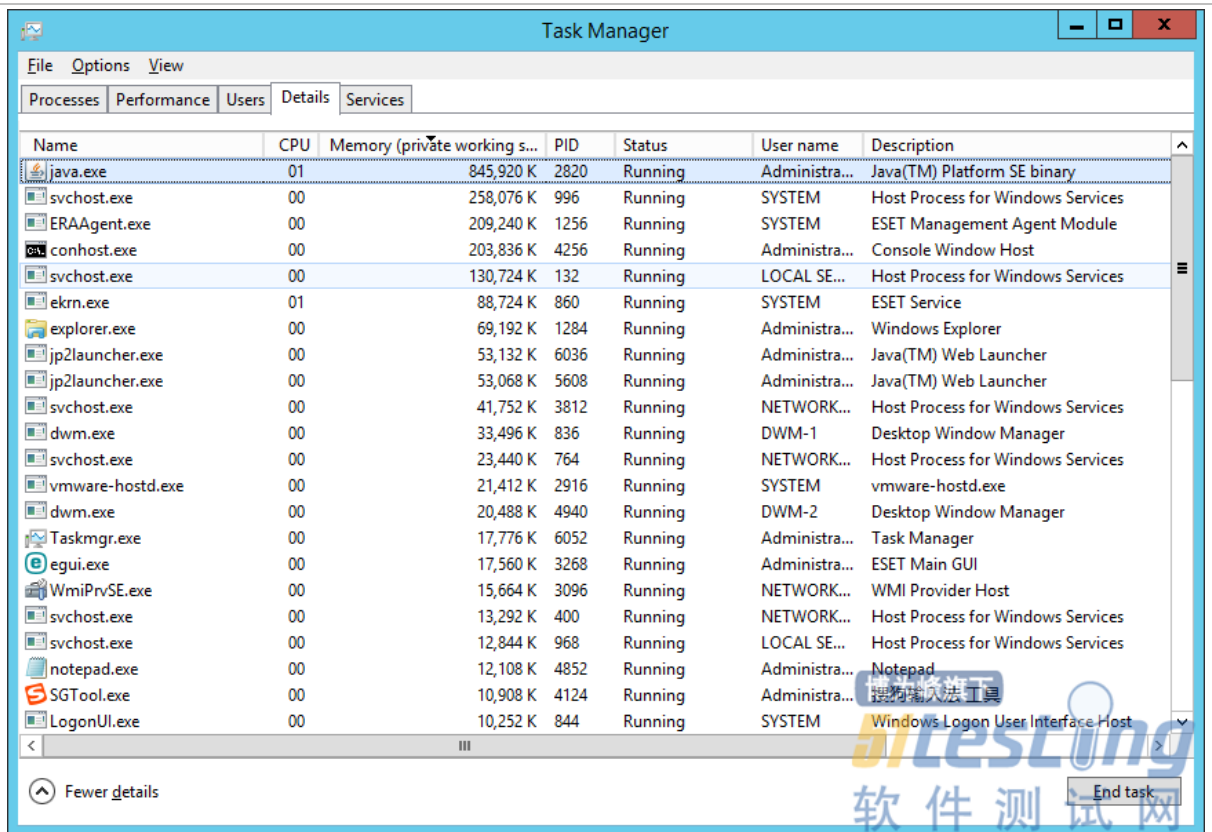 Task Manager
File Options View
Processes Performance Users Details Services
Name CPU Memory (private working s... PID Status User name Description
java.exe 01 845,920 K 2820 Running Administra... Java(TM) Platform SE binary
svchost.exe 00 258,076 K 996 Running SYSTEM Host Process for Windows Services
ERAAgent.exe 00 209,240 K 1256 Running SYSTEM ESET Management Agent Module
conhost.exe 00 203,836 K 4256 Running Administra... Console Window Host
svchost.exe 00 130,724 K 132 Running LOCAL SE... Host Process for Windows Services
ekrn.exe 01 88,724 K 860 Running SYSTEM ESET Service
explorer.exe 00 69,192 K 1284 Running Administra... Windows Explorer
jp2launcher.exe 00 53,132 K 6036 Running Administra... Java(TM) Web Launcher
jp2launcher.exe 00 53,068 K 5608 Running Administra... Java(TM) Web Launcher
svchost.exe 00 41,752 K 3812 Running NETWORK... Host Process for Windows Services
dwm.exe 00 33,496 K 836 Running DWM-1 Desktop Window Manager
svchost.exe 00 23,440 K 764 Running NETWORK... Host Process for Windows Services
vmware-hostd.exe 00 21,412 K 2916 Running SYSTEM vmware-hostd.exe
dwm.exe 00 20,488 K 4940 Running DWM-2 Desktop Window Manager
Taskmgr.exe 00 17,776 K 6052 Running Administra... Task Manager
egui.exe 00 17,560 K 3268 Running Administra... ESET Main GUI
WmiPrvSE.exe 00 15,664 K 3096 Running NETWORK... WMI Provider Host
svchost.exe 00 13,292 K 400 Running NETWORK... Host Process for Windows Services
svchost.exe 00 12,844 K 968 Running LOCAL SE... Host Process for Windows Services
notepad.exe 00 12,108 K 4852 Running Administra... Notepad
博为峰旗下
SGTool.exe 00 10,908 K 4124 Running Administra... 搜狗输入法 工具
LogonUI.exe 00 10,252 K 844 Running SYSTEM Windows Logon User Interface Host
51testing
Fewer details End task
软件测试网